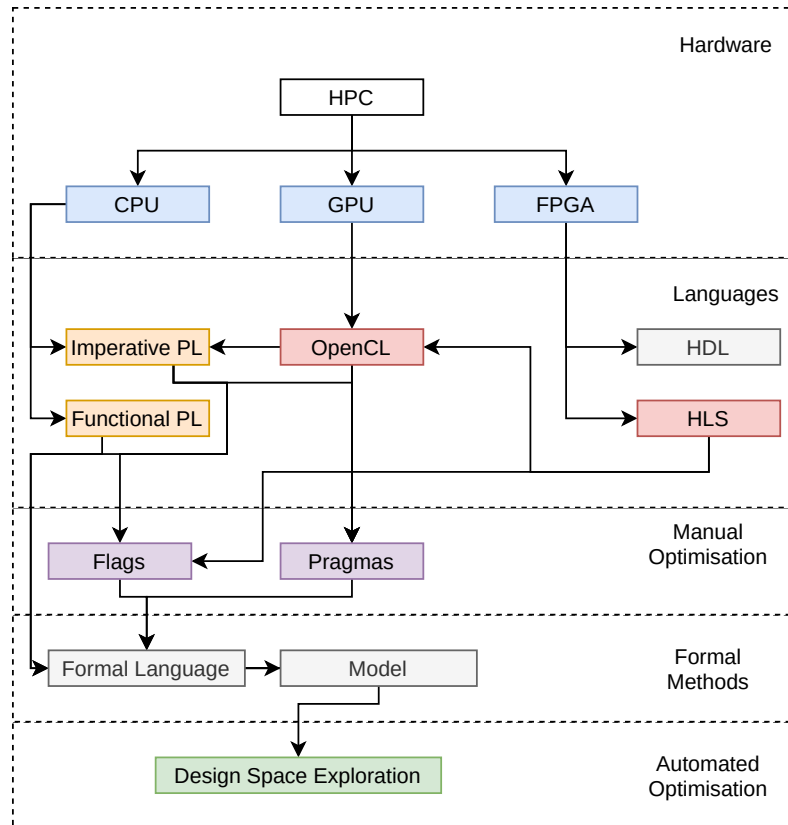 Hardware
HPC
CPU
GPU
FPGA
Languages
Imperative PL
OpenCL
HDL
Functional PL
HLS
Manual
Optimisation
Flags
Pragmas
Formal Language
Model
Formal
Methods
Design Space Exploration
Automated
Optimisation